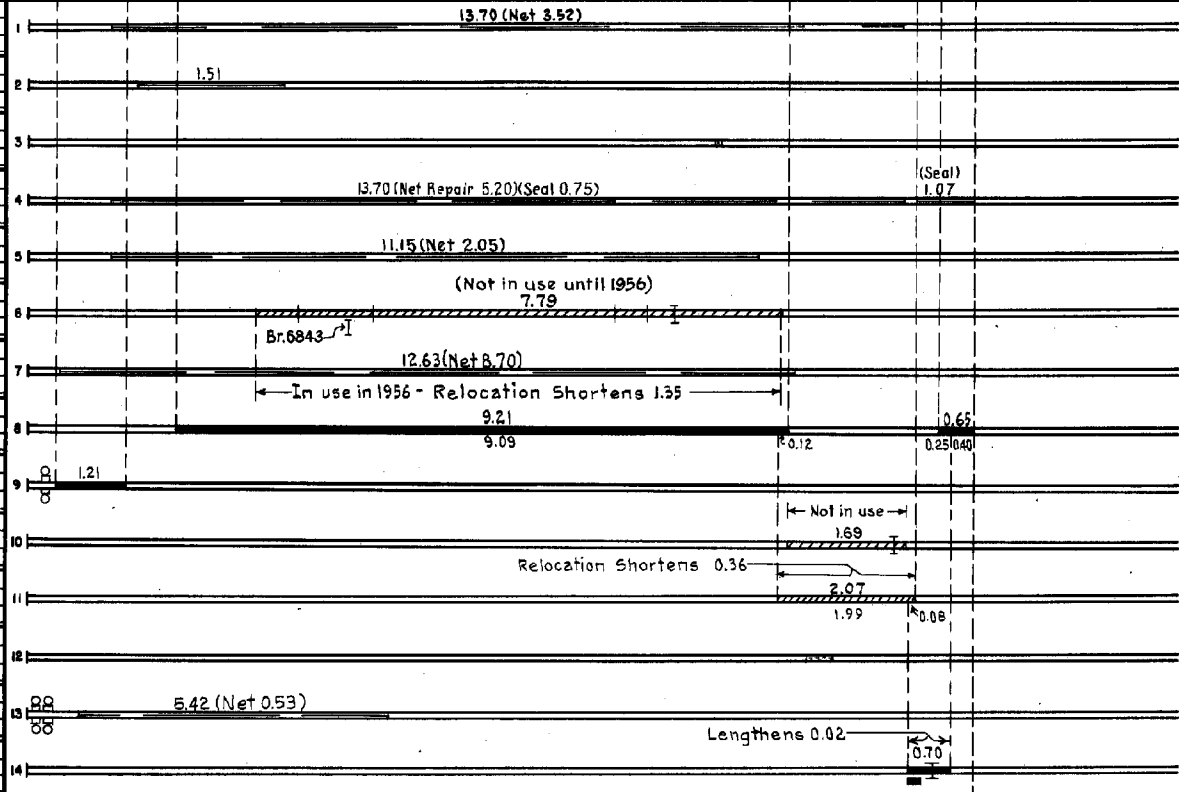 13.70 (Net 3.52)
1
1.51
2
3
(Seal)
13.70 (Net Repair 5.20)(Seal 0.75)
1.07
4
11.15 (Net 2.05)
5
(Not in use until 1956)
7.79
6
Br.6843
12.63 (Net 8.70)
7
In use in 1956 - Relocation Shortens 1.35
9.21
0.65
8
9.09
0.12
0.25
0.40
1.21
9
Not in use
1.69
10
Relocation Shortens 0.36
2.07
11
1.99
0.08
12
5.42 (Net 0.53)
13
Lengthens 0.02
0.70
14